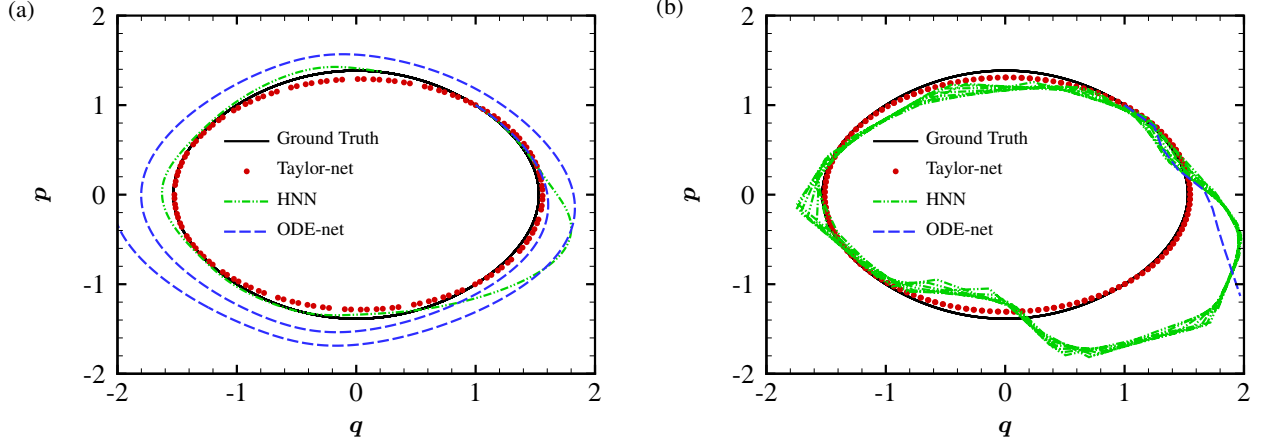 (a)
2
1
0
-1
-2
p
-2
-1
0
1
2
q
Ground Truth
Taylor-net
HNN
ODE-net
(b)
2
1
0
-1
-2
p
-2
-1
0
1
2
q
Ground Truth
Taylor-net
HNN
ODE-net